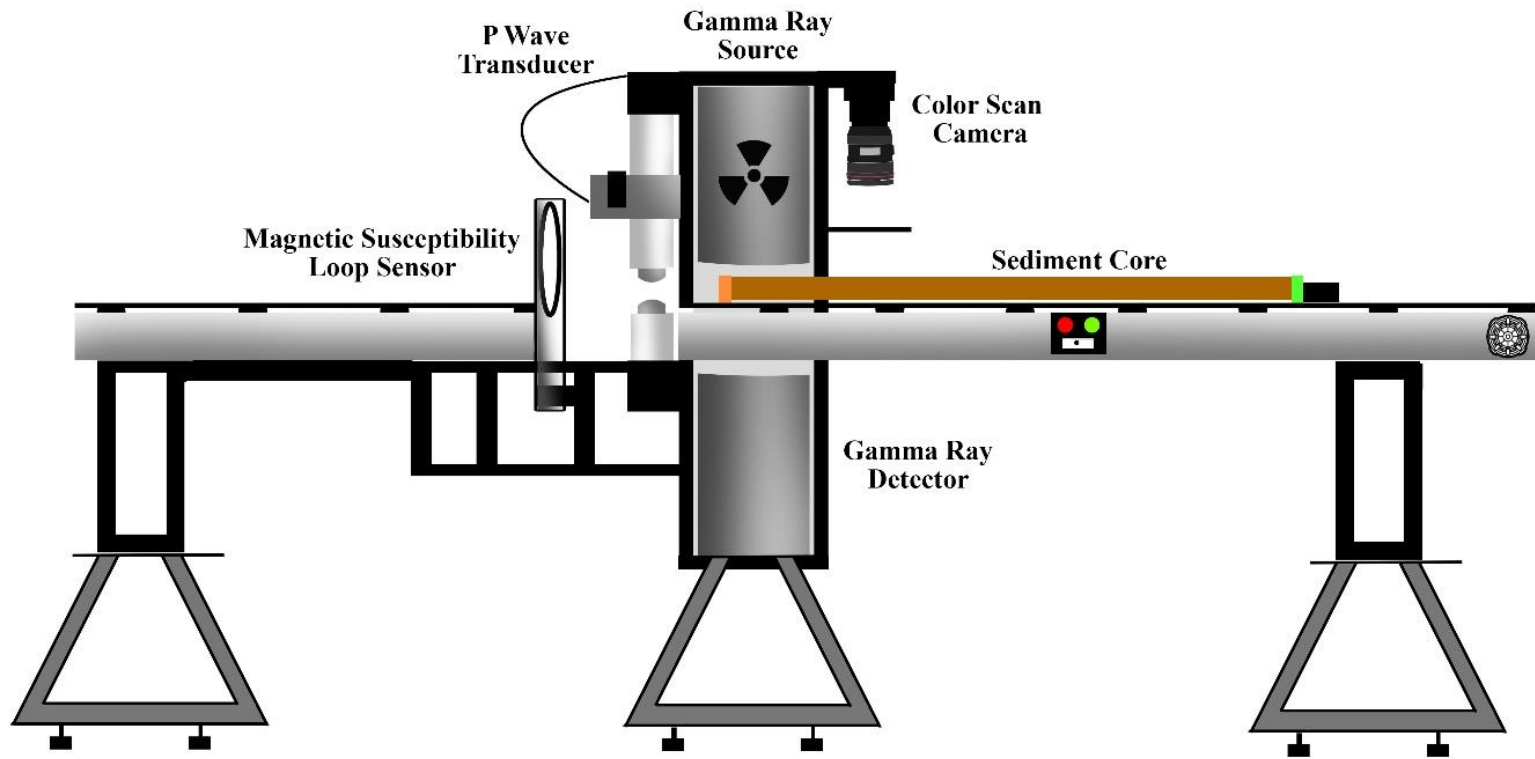 P Wave
Transducer
Gamma Ray
Source
Color Scan
Camera
Magnetic Susceptibility
Loop Sensor
Sediment Core
Gamma Ray
Detector